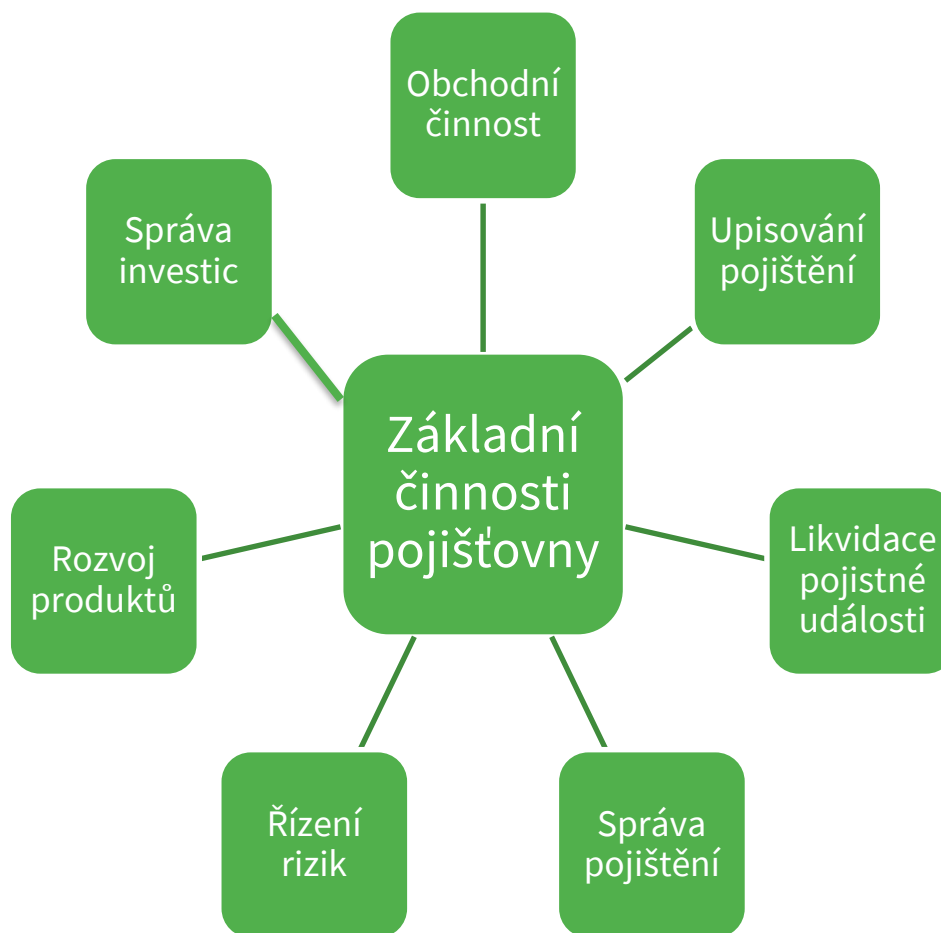 Obchodní
činnost
Správa
investic
Upisování
pojištění
Základní
činnosti
pojišťovny
Rozvoj
produktů
Likvidace
pojistné
události
Řízení
rizik
Správa
pojištění